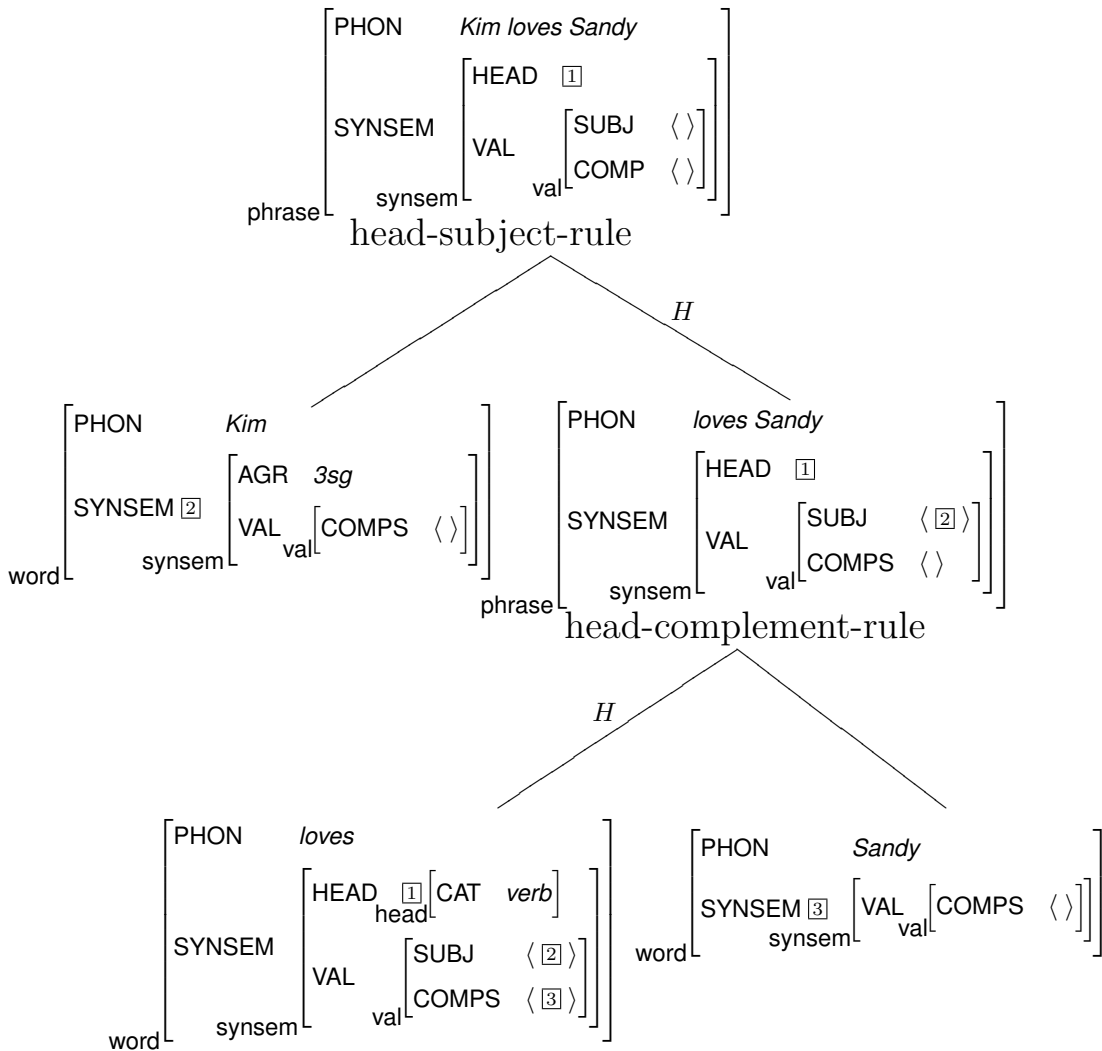 PHON Kim loves Sandy
HEAD 1
SYNSEM
SUBJ ⟨ ⟩
VAL
COMP ⟨ ⟩
val
synsem
phrase
head-subject-rule
H
PHON Kim
AGR 3sg
SYNSEM 2
VAL val COMPS ⟨ ⟩
synsem
word
PHON loves Sandy
HEAD 1
SUBJ ⟨ 2 ⟩
SYNSEM
VAL
COMPS ⟨ ⟩
val
synsem
phrase
head-complement-rule
H
PHON loves
HEAD 1 head CAT verb
SYNSEM
SUBJ ⟨ 2 ⟩
VAL
COMPS ⟨ 3 ⟩
val
synsem
word
PHON Sandy
SYNSEM 3 synsem VAL val COMPS ⟨ ⟩
word